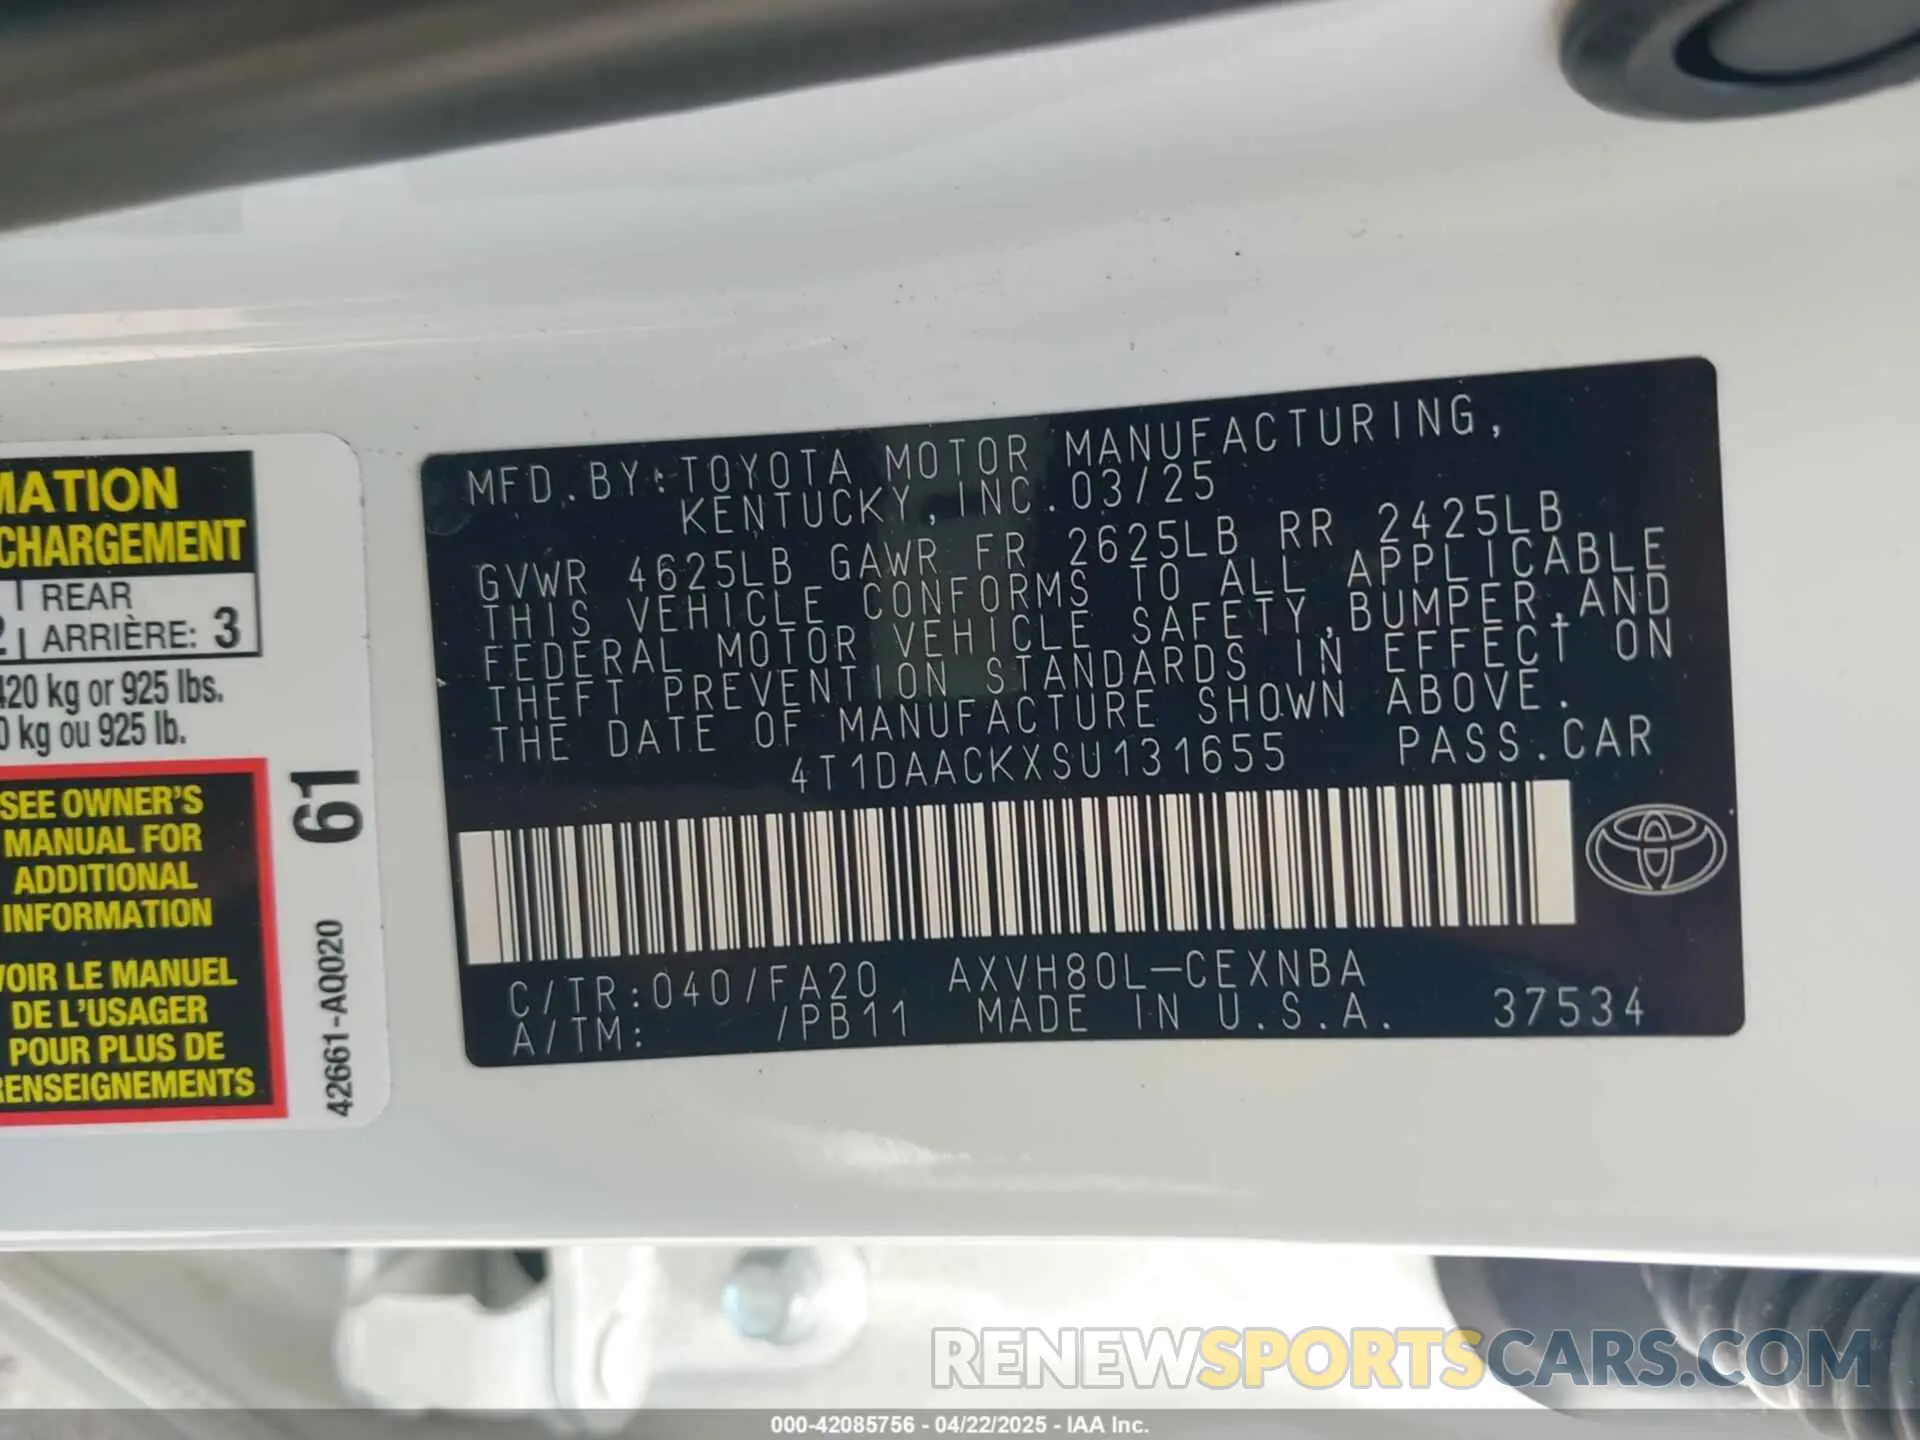 MATION
CHARGEMENT
REAR
ARRIÈRE: 3
420 kg or 925 lbs.
0 kg ou 925 lb.
SEE OWNER'S
MANUAL FOR
ADDITIONAL
INFORMATION
VOIR LE MANUEL
DE L'USAGER
POUR PLUS DE
RENSEIGNEMENTS
61
42661-AQ020
MFD. BY: TOYOTA MOTOR MANUFACTURING,
KENTUCKY, INC. 03/25
GVWR 4625LB GAWR FR 2625LB RR 2425LB
THIS VEHICLE CONFORMS TO ALL APPLICABLE
FEDERAL MOTOR VEHICLE SAFETY, BUMPER, AND
THEFT PREVENTION STANDARDS IN EFFECT ON
THE DATE OF MANUFACTURE SHOWN ABOVE.
4T1DAACKXSU131655 PASS.CAR
C/TR:040/FA20 AXVH80L-CEXNBA
A/TM: /PB11 MADE IN U.S.A. 37534
RENEWSPORTSCARS.COM
000-42085756 - 04/22/2025 - IAA Inc.